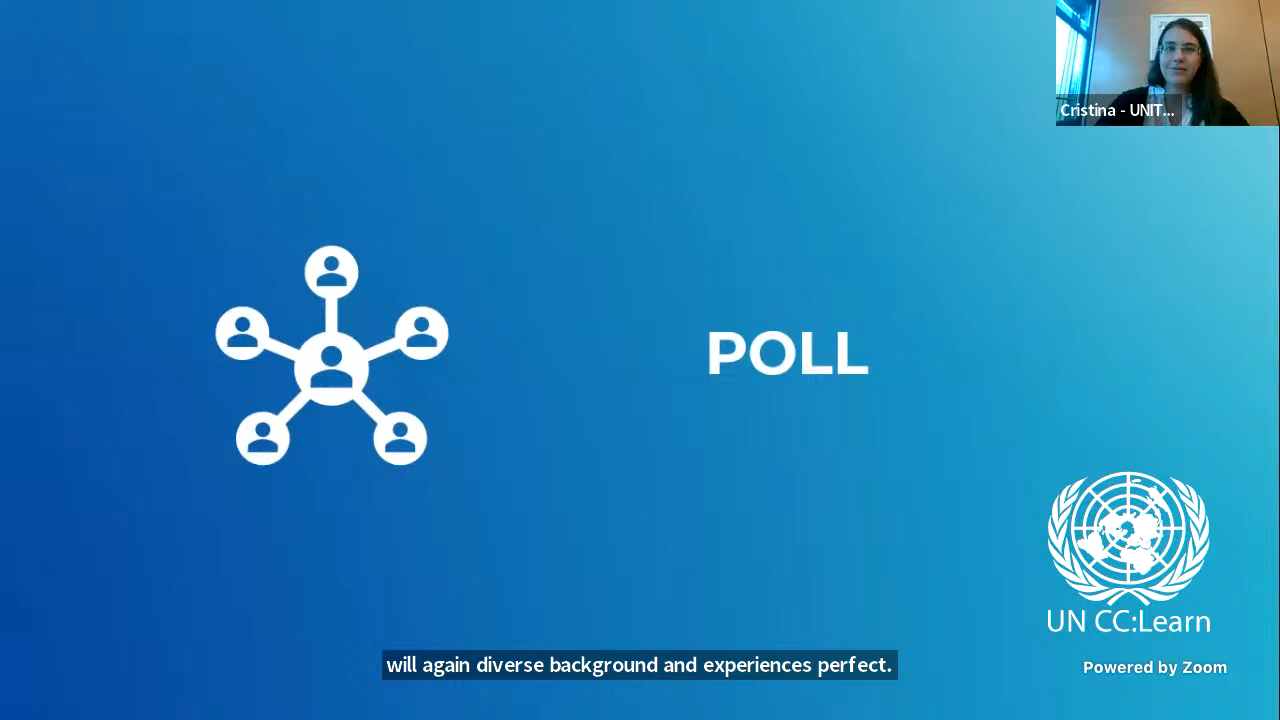 Cristina - UNIT...
POLL
UN CC:Learn
will again diverse background and experiences perfect.
Powered by Zoom